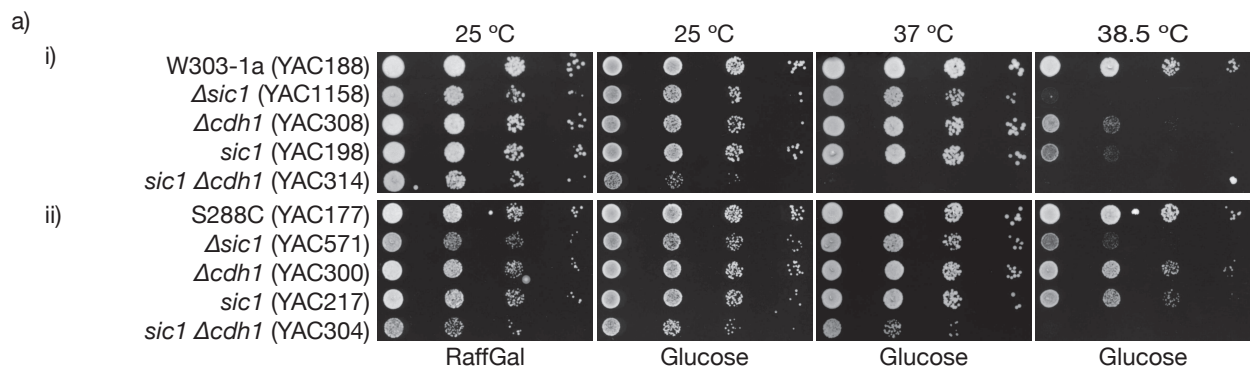 a)
25 ºC 25 ºC 37 ºC 38.5 ºC
i)
W303-1a (YAC188)
Δsic1 (YAC1158)
Δcdh1 (YAC308)
sic1 (YAC198)
sic1 Δcdh1 (YAC314)
ii)
S288C (YAC177)
Δsic1 (YAC571)
Δcdh1 (YAC300)
sic1 (YAC217)
sic1 Δcdh1 (YAC304)
RaffGal Glucose Glucose Glucose